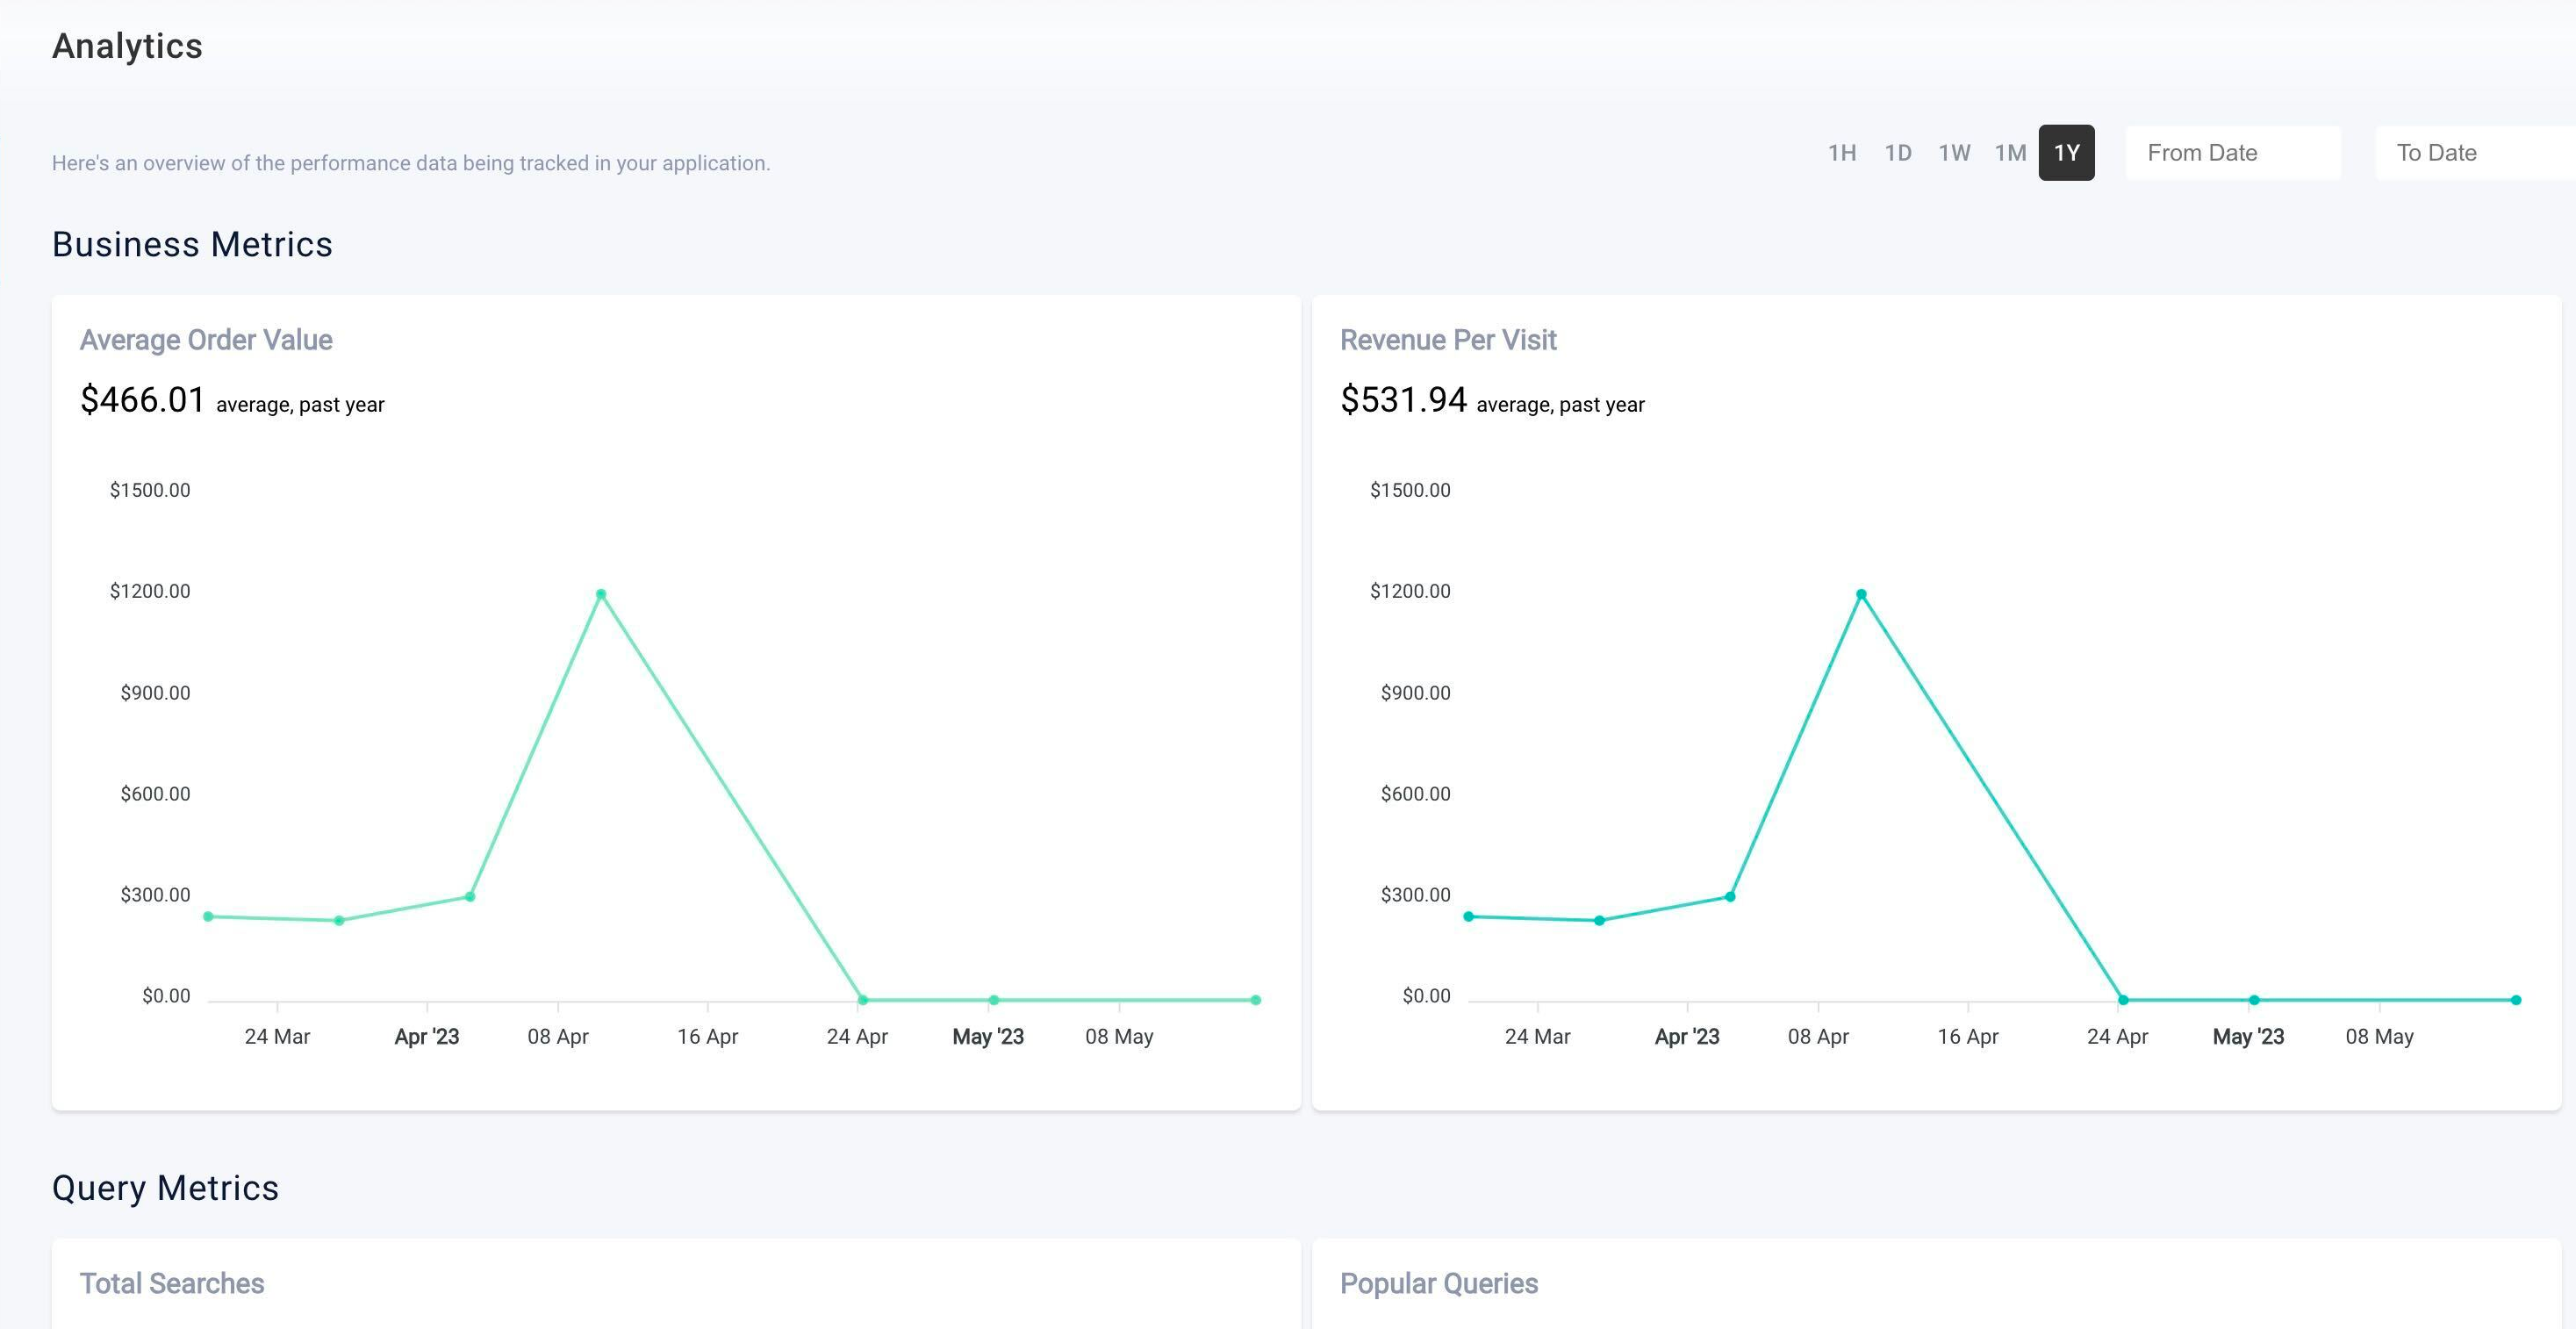 Analytics
Here's an overview of the performance data being tracked in your application.
1H 1D 1W 1M 1Y From Date To Date
Business Metrics
Average Order Value
$466.01 average, past year
$1500.00
$1200.00
$900.00
$600.00
$300.00
$0.00
24 Mar Apr '23 08 Apr 16 Apr 24 Apr May '23 08 May
Revenue Per Visit
$531.94 average, past year
$1500.00
$1200.00
$900.00
$600.00
$300.00
$0.00
24 Mar Apr '23 08 Apr 16 Apr 24 Apr May '23 08 May
Query Metrics
Total Searches
Popular Queries